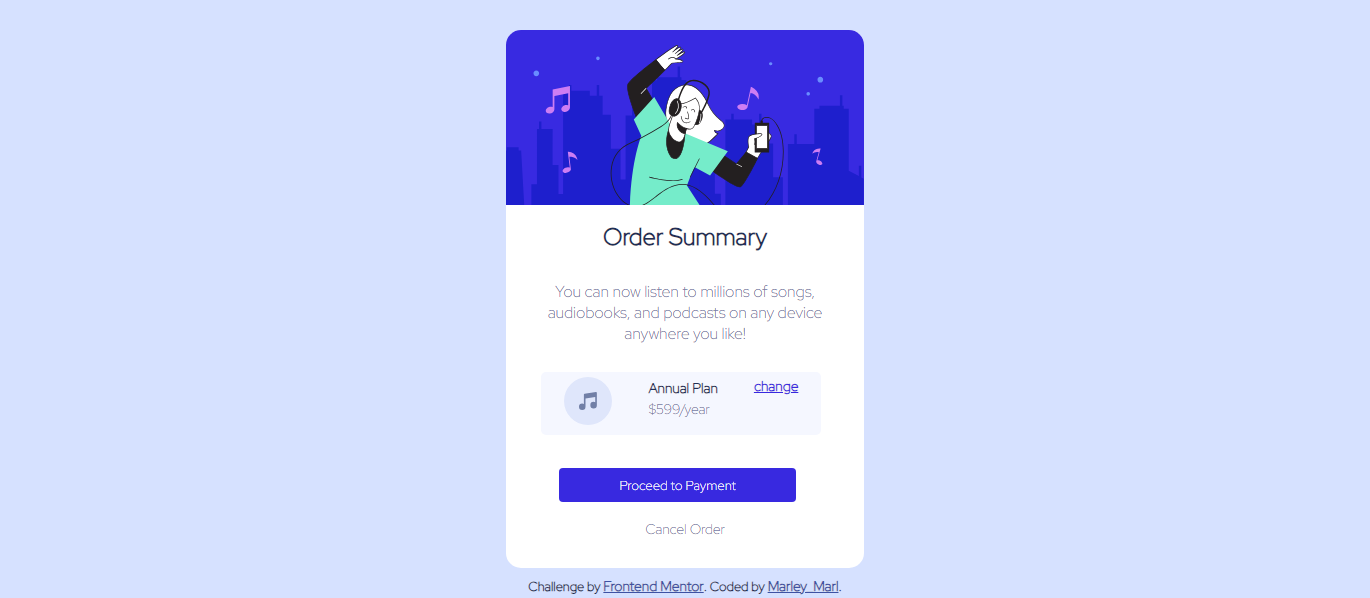 Order Summary
You can now listen to millions of songs,
audiobooks, and podcasts on any device
anywhere you like!
Annual Plan
change
$599/year
Proceed to Payment
Cancel Order
Challenge by Frontend Mentor. Coded by Marley_Marl.